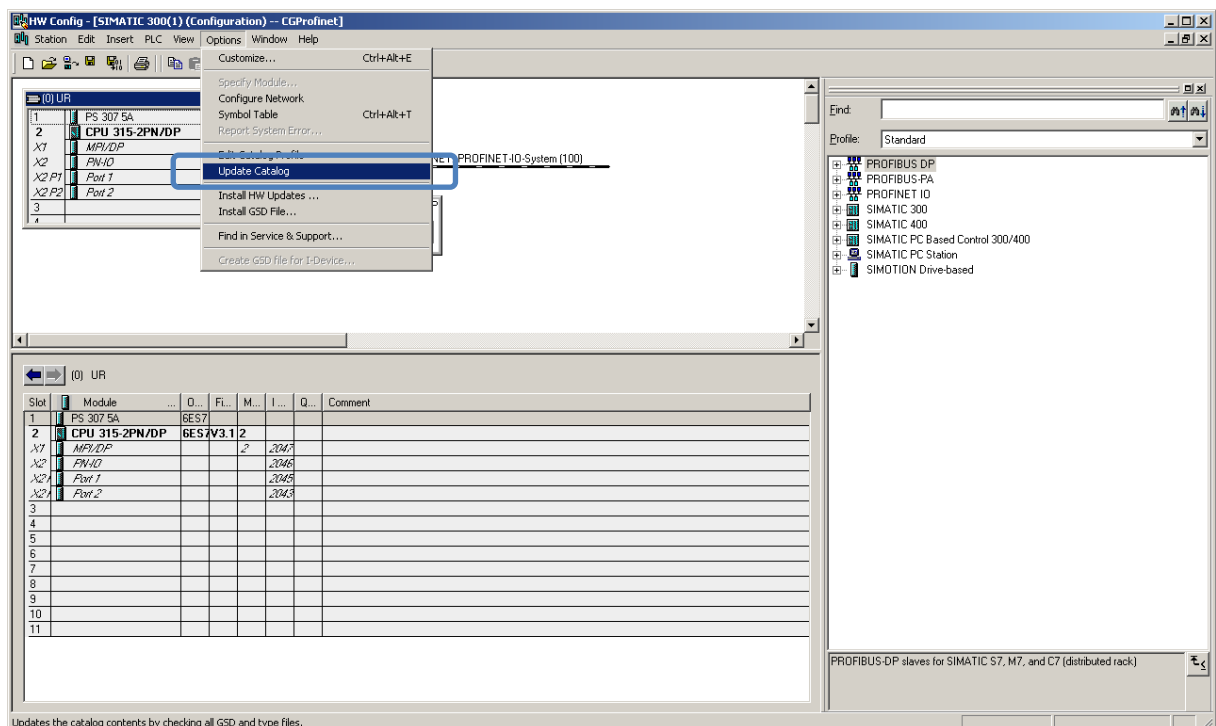 HW Config - [SIMATIC 300(1) (Configuration) -- CGProfinet]
Station Edit Insert PLC View Options Window Help
Customize... Ctrl+Alt+E
Specify Module...
Configure Network
Symbol Table Ctrl+Alt+T
Report System Error...
Edit Catalog Profile
Update Catalog
Install HW Updates ...
Install GSD File...
Find in Service & Support...
Create GSD file for I-Device...
(0) UR
1 PS 307 5A
2 CPU 315-2PN/DP
X1 MPI/DP
X2 PN-IO
X2 P1 Port 1
X2 P2 Port 2
3
4
PROFINET-IO-System (100)
Find:
Profile: Standard
PROFIBUS DP
PROFIBUS-PA
PROFINET IO
SIMATIC 300
SIMATIC 400
SIMATIC PC Based Control 300/400
SIMATIC PC Station
SIMOTION Drive-based
(0) UR
Slot Module ... O... Fi... M... I ... Q... Comment
1 PS 307 5A 6ES7
2 CPU 315-2PN/DP 6ES7 V3.1 2
X1 MPI/DP 2 2047
X2 PN-IO 2046
X2 Port 1 2045
X2 Port 2 2043
3
4
5
6
7
8
9
10
11
PROFIBUS-DP slaves for SIMATIC S7, M7, and C7 (distributed rack)
Updates the catalog contents by checking all GSD and type files.